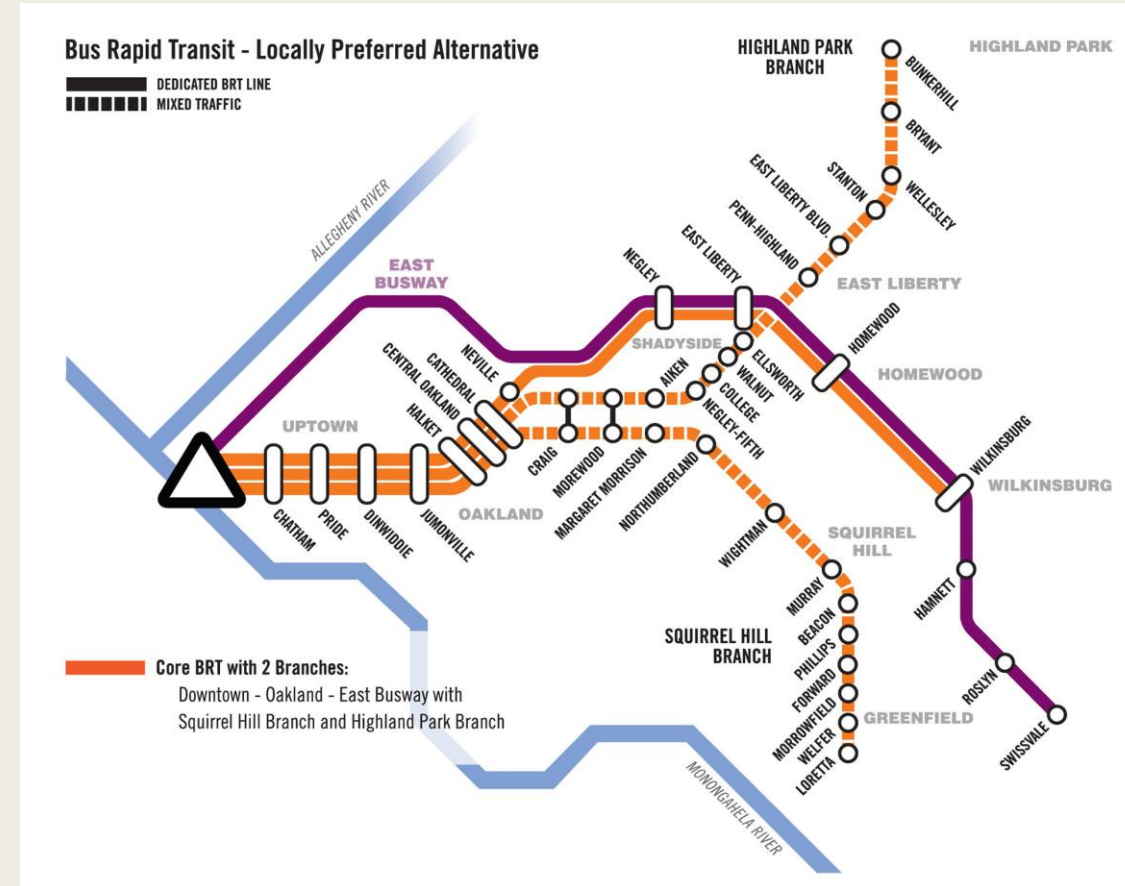 Bus Rapid Transit - Locally Preferred Alternative
DEDICATED BRT LINE
MIXED TRAFFIC
HIGHLAND PARK
BRANCH
HIGHLAND PARK
BUNKERHILL
BRYANT
WELLESLEY
STANTON
EAST LIBERTY BLVD.
PENN-HIGHLAND
ALLEGHENY RIVER
EAST
BUSWAY
NEGLEY
EAST LIBERTY
EAST LIBERTY
SHADYSIDE
HOMEWOOD
HOMEWOOD
NEVILLE
CATHEDRAL
CENTRAL OAKLAND
HALKET
AIKEN
ELLSWORTH
WALNUT
COLLEGE
NEGLEY-FIFTH
UPTOWN
CHATHAM
PRIDE
DINWIDDIE
JUMONVILLE
OAKLAND
CRAIG
MOREWOOD
MARGARET MORRISON
NORTHUMBERLAND
WIGHTMAN
WILKINSBURG
WILKINSBURG
SQUIRREL
HILL
MURRAY
BEACON
PHILLIPS
FORWARD
MORROWFIELD
WELFER
LORETTA
HAMNETT
ROSLYN
SWISSVALE
SQUIRREL HILL
BRANCH
GREENFIELD
Core BRT with 2 Branches:
Downtown - Oakland - East Busway with
Squirrel Hill Branch and Highland Park Branch
MONONGAHELA RIVER